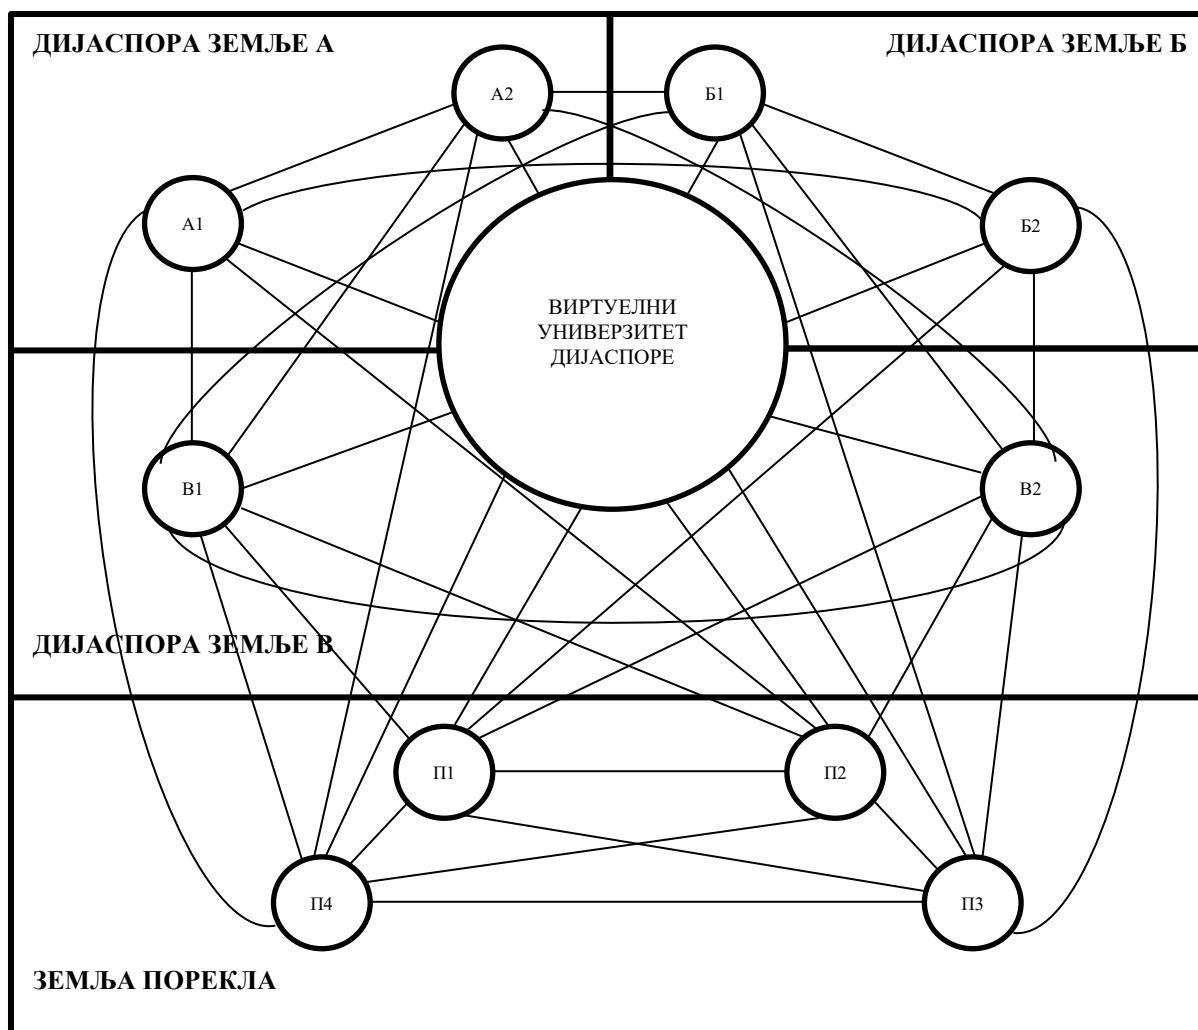 ДИЈАСПОРА ЗЕМЉЕ А
ДИЈАСПОРА ЗЕМЉЕ Б
А2
Б1
А1
Б2
ВИРТУЕЛНИ
УНИВЕРЗИТЕТ
ДИЈАСПОРЕ
В1
В2
ДИЈАСПОРА ЗЕМЉЕ В
П1
П2
П4
П3
ЗЕМЉА ПОРЕКЛА